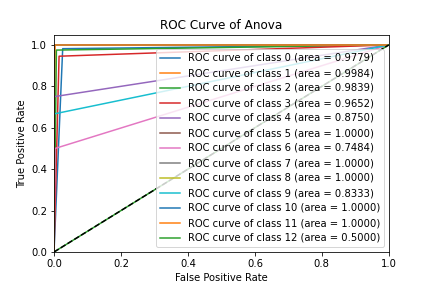 ROC Curve of Anova
1.0
0.8
0.6
0.4
0.2
0.0
True Positive Rate
ROC curve of class 0 (area = 0.9779)
ROC curve of class 1 (area = 0.9984)
ROC curve of class 2 (area = 0.9839)
ROC curve of class 3 (area = 0.9652)
ROC curve of class 4 (area = 0.8750)
ROC curve of class 5 (area = 1.0000)
ROC curve of class 6 (area = 0.7484)
ROC curve of class 7 (area = 1.0000)
ROC curve of class 8 (area = 1.0000)
ROC curve of class 9 (area = 0.8333)
ROC curve of class 10 (area = 1.0000)
ROC curve of class 11 (area = 1.0000)
ROC curve of class 12 (area = 0.5000)
0.0 0.2 0.4 0.6 0.8 1.0
False Positive Rate